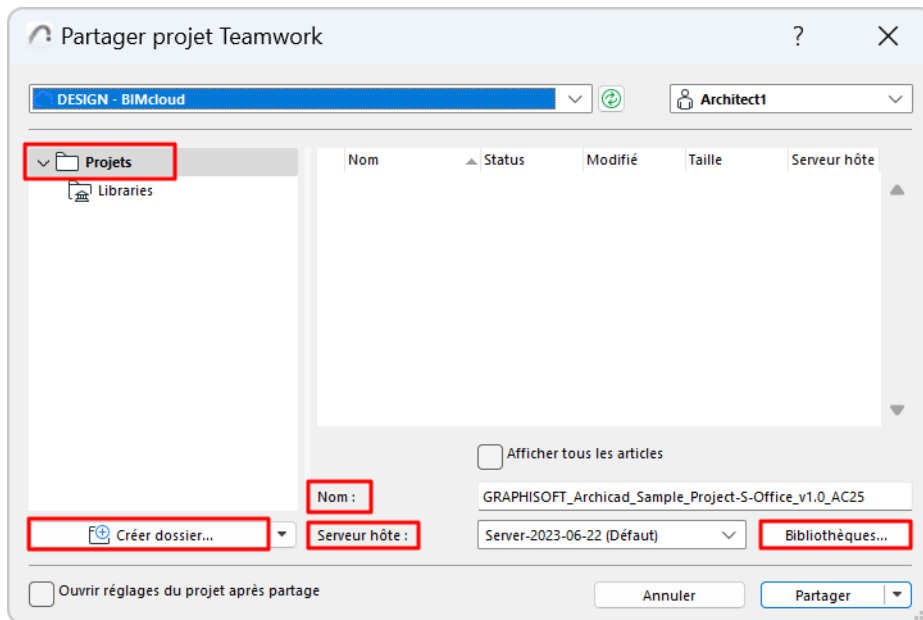 Partager projet Teamwork ?
DESIGN - BIMcloud Architect1
Projets Nom Status Modifié Taille Serveur hôte
Libraries
Afficher tous les articles
Nom : GRAPHISOFT_Archicad_Sample_Project-S-Office_v1.0_AC25
Créer dossier... Serveur hôte : Server-2023-06-22 (Défaut) Bibliothèques...
Ouvrir réglages du projet après partage Annuler Partager